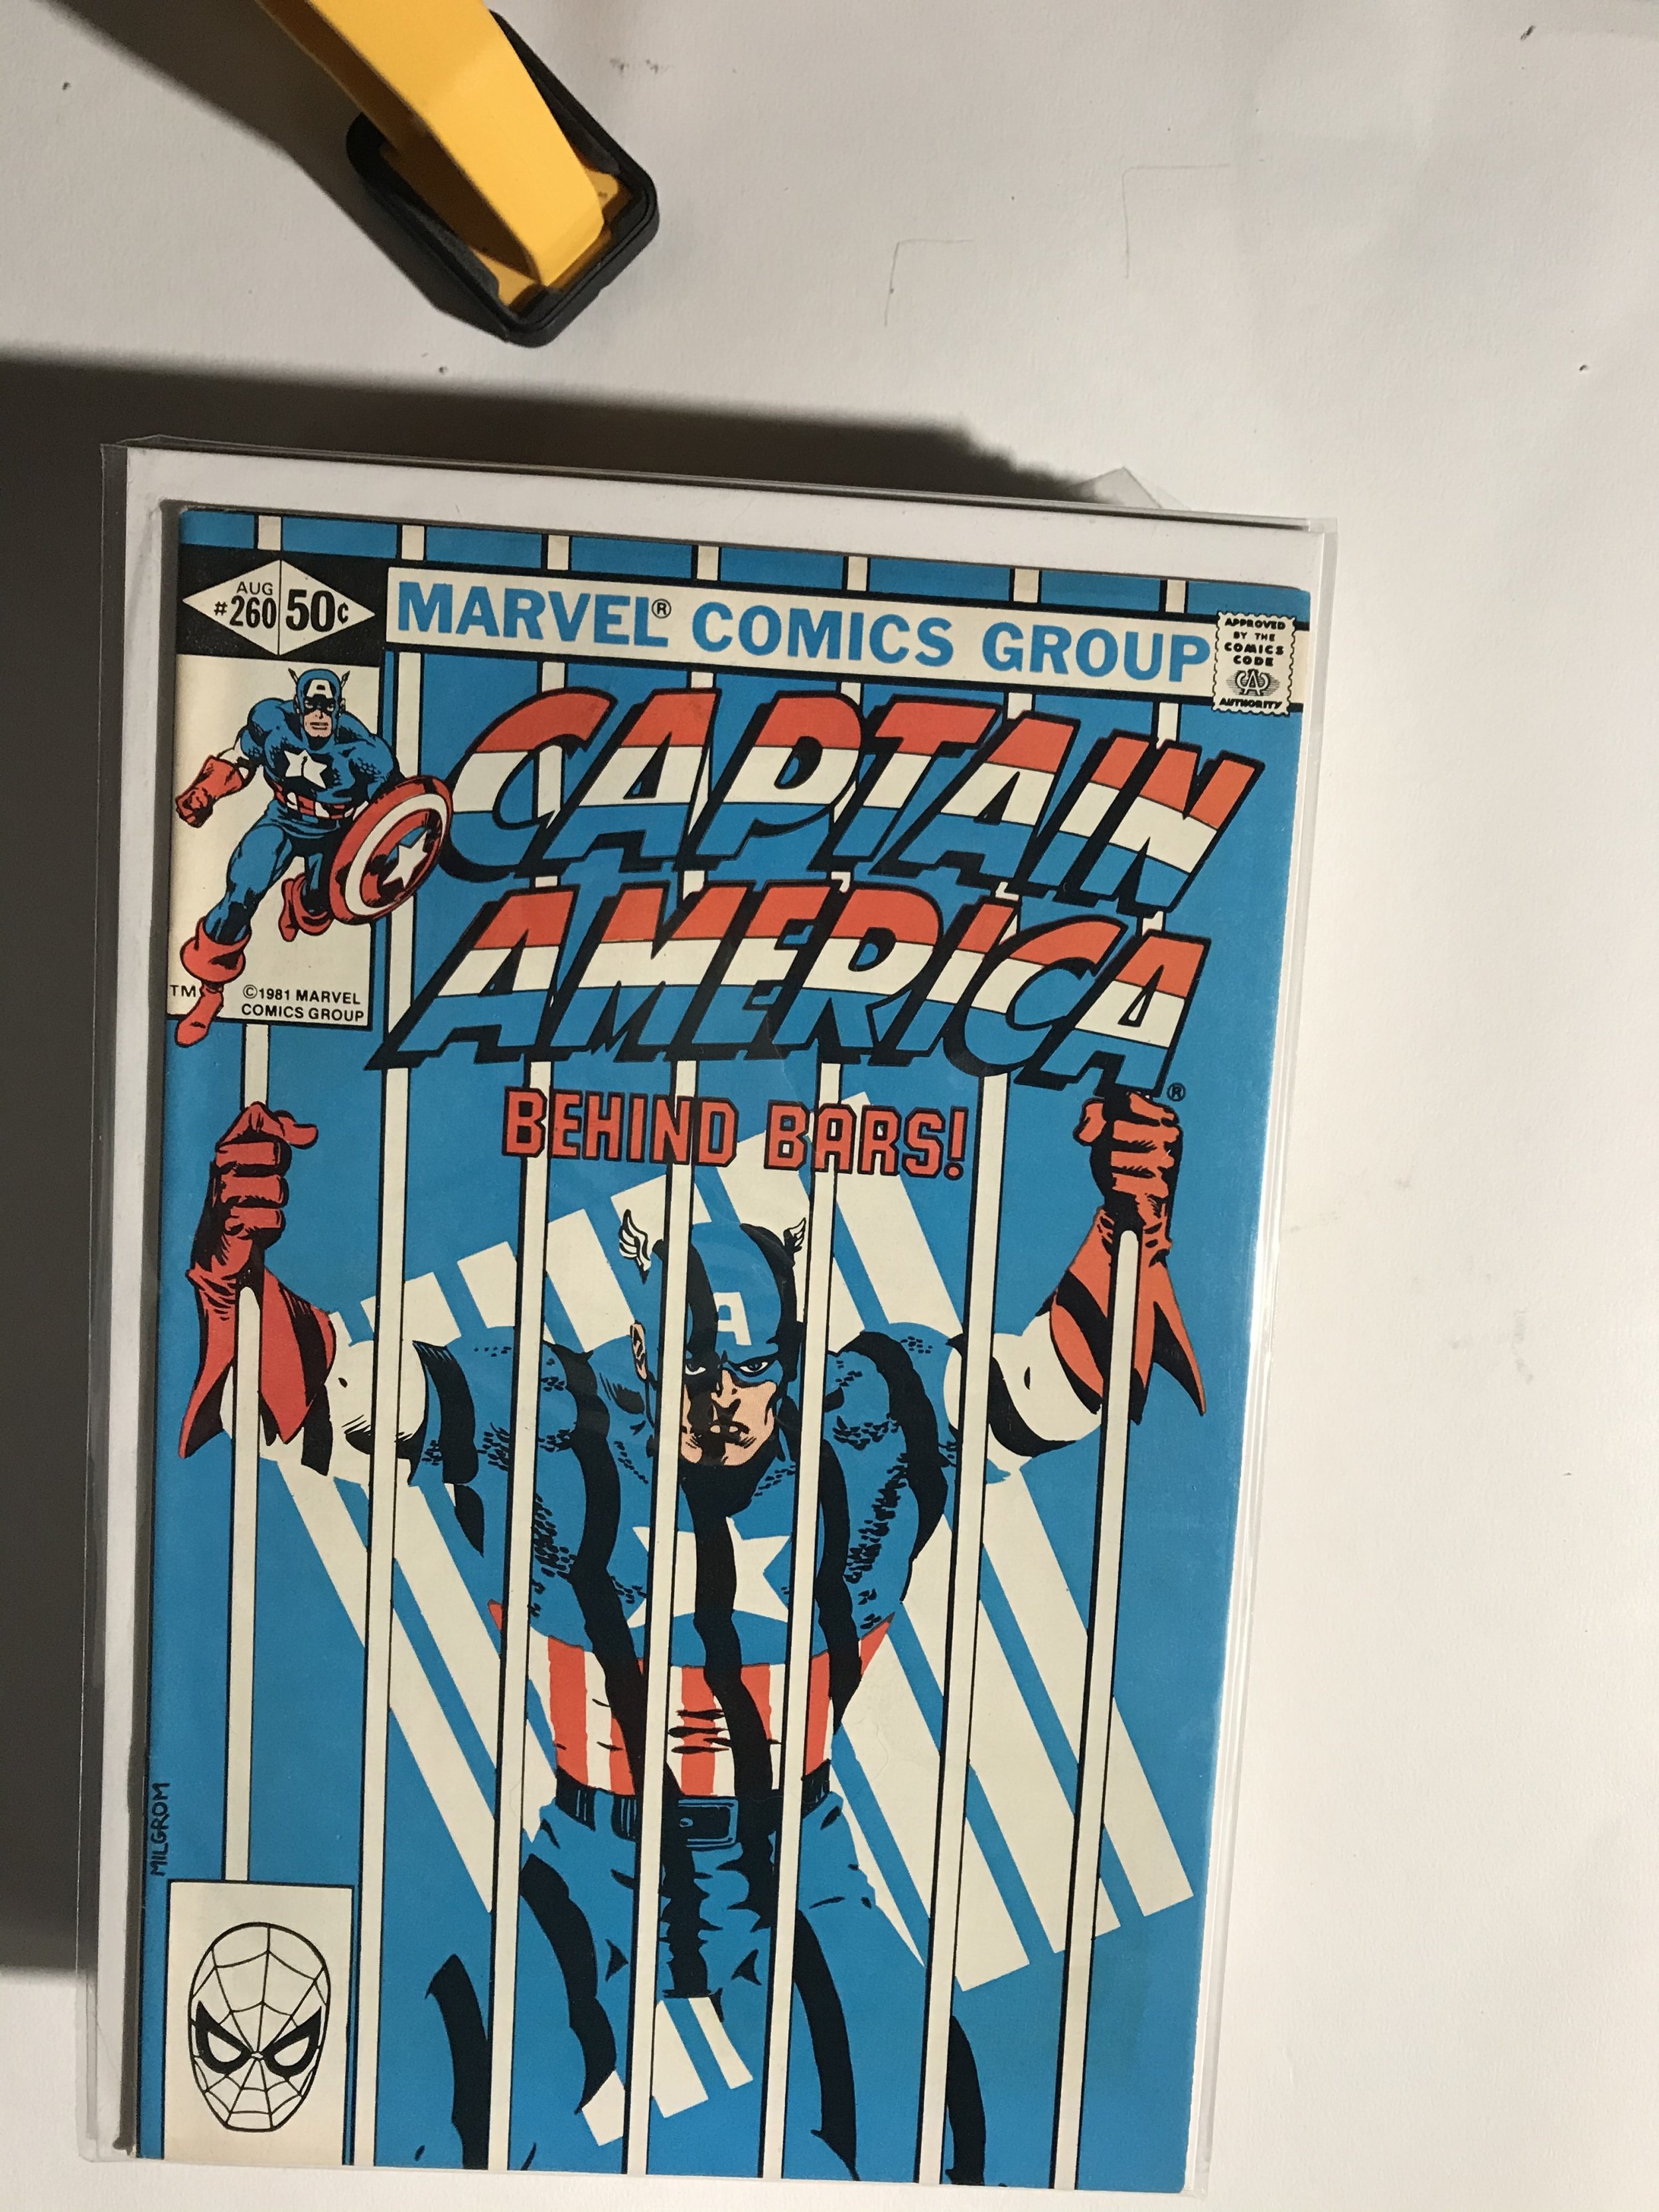 AUG
#260 50¢
MARVEL® COMICS GROUP
APPROVED
BY THE
COMICS
CODE
CA
AUTHORITY
A
CAPTAIN
AMERICA®
TM
©1981 MARVEL
COMICS GROUP
BEHIND BARS!
A
MILGROM